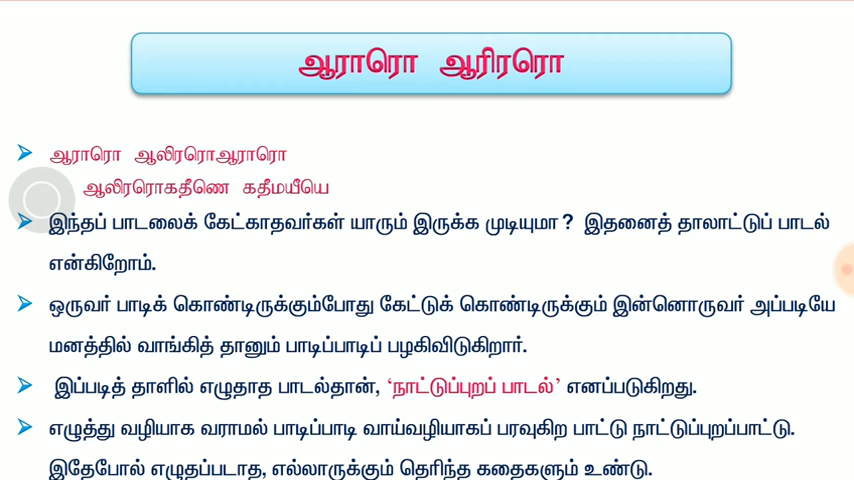 ஆராரொ ஆரிரரொ
ஆராரொ ஆலிரரொஆராரொ
ஆலிரரொகதீணெ கதீமயீயெ
இந்தப் பாடலைக் கேட்காதவர்கள் யாரும் இருக்க முடியுமா? இதனைத் தாலாட்டுப் பாடல்
என்கிறோம்.
ஒருவர் பாடிக் கொண்டிருக்கும்போது கேட்டுக் கொண்டிருக்கும் இன்னொருவர் அப்படியே
மனத்தில் வாங்கித் தானும் பாடிப்பாடிப் பழகிவிடுகிறார்.
இப்படித் தாளில் எழுதாத பாடல்தான், ‘நாட்டுப்புறப் பாடல்’ எனப்படுகிறது.
எழுத்து வழியாக வராமல் பாடிப்பாடி வாய்வழியாகப் பரவுகிற பாட்டு நாட்டுப்புறப்பாட்டு.
இதேபோல் எழுதப்படாத, எல்லாருக்கும் தெரிந்த கதைகளும் உண்டு.